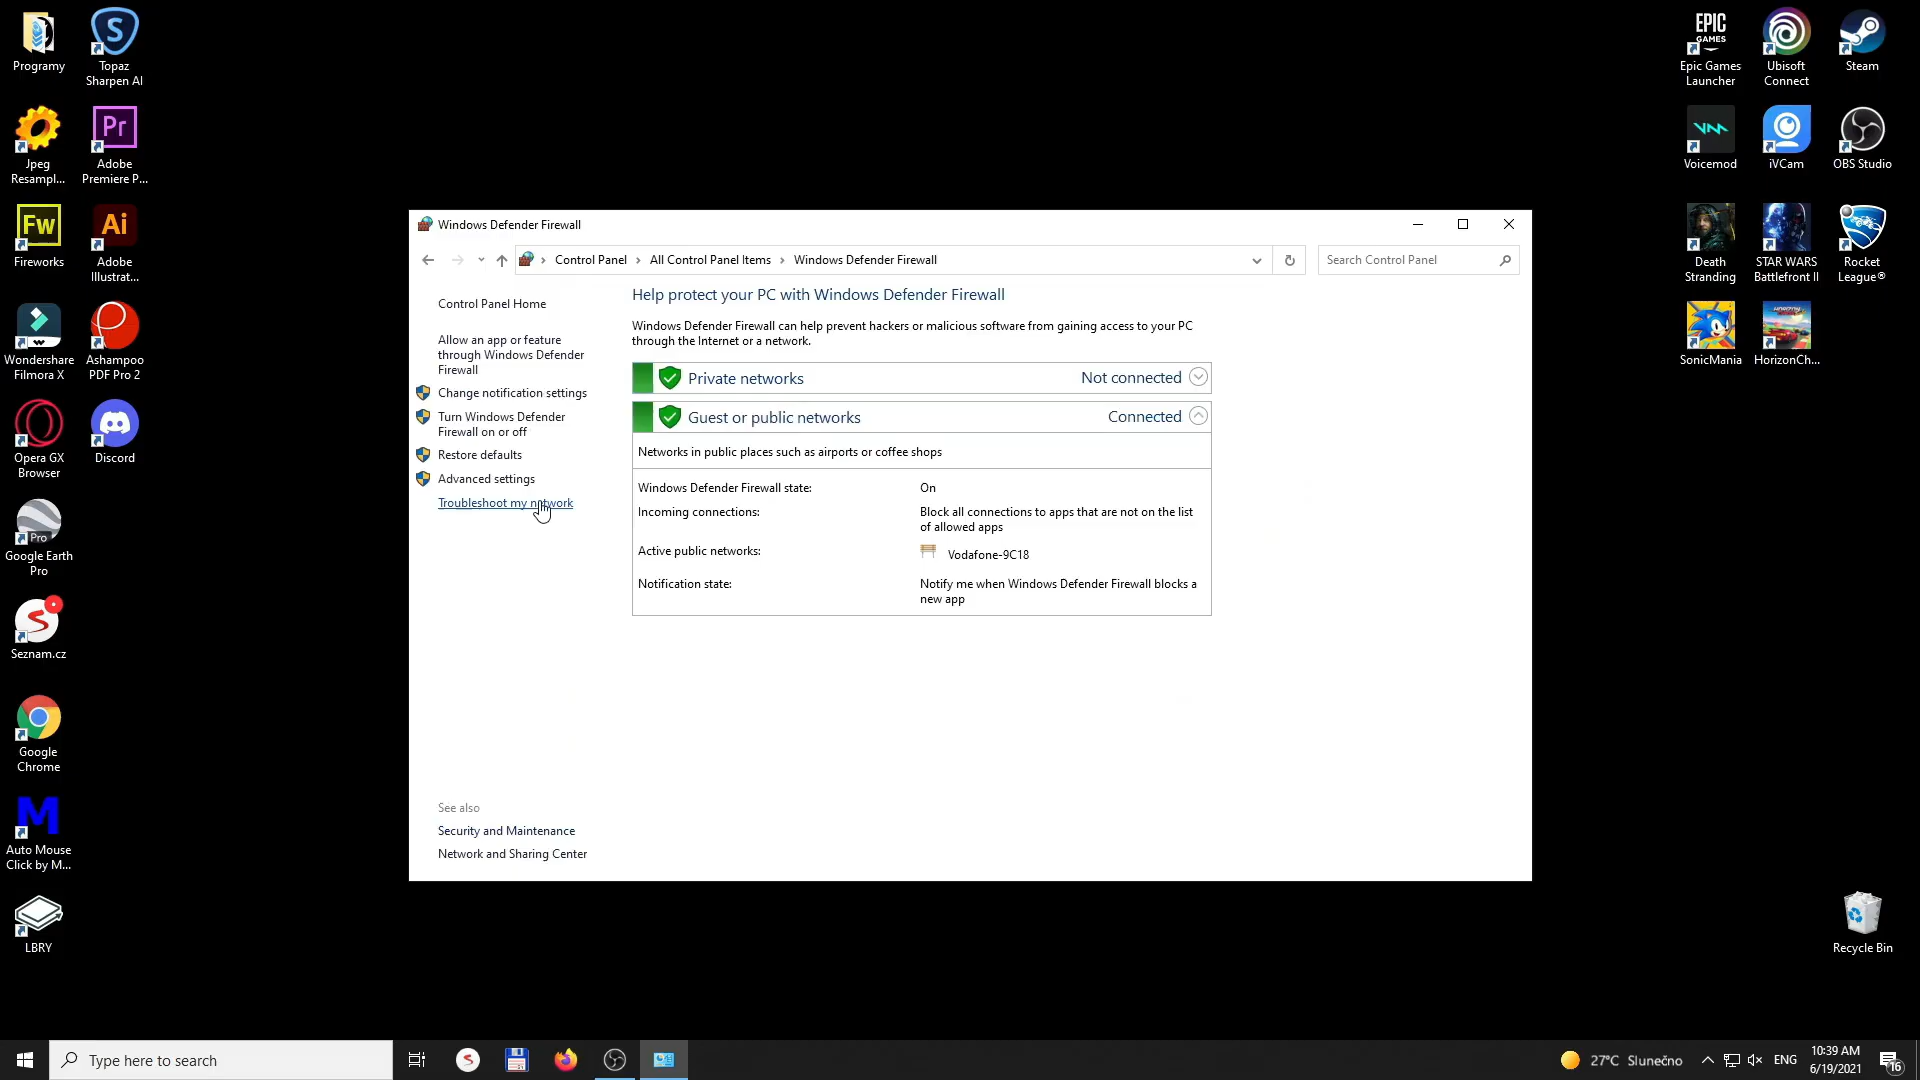 Programy
Topaz
Sharpen AI
Jpeg
Resampl...
Pr
Adobe
Premiere P...
Fw
Fireworks
Ai
Adobe
Illustrat...
Wondershare
Filmora X
Ashampoo
PDF Pro 2
Opera GX
Browser
Discord
Pro
Google Earth
Pro
Seznam.cz
Google
Chrome
Auto Mouse
Click by M...
LBRY
EPIC
GAMES
Epic Games
Launcher
Ubisoft
Connect
Steam
Voicemod
iVCam
OBS Studio
Death
Stranding
STAR WARS
Battlefront II
Rocket
League®
SonicMania
HorizonCh...
Recycle Bin
Windows Defender Firewall
Control Panel
All Control Panel Items
Windows Defender Firewall
Search Control Panel
Control Panel Home
Allow an app or feature
through Windows Defender
Firewall
Change notification settings
Turn Windows Defender
Firewall on or off
Restore defaults
Advanced settings
Troubleshoot my network
See also
Security and Maintenance
Network and Sharing Center
Help protect your PC with Windows Defender Firewall
Windows Defender Firewall can help prevent hackers or malicious software from gaining access to your PC
through the Internet or a network.
Private networks Not connected
Guest or public networks Connected
Networks in public places such as airports or coffee shops
Windows Defender Firewall state: On
Incoming connections: Block all connections to apps that are not on the list
of allowed apps
Active public networks: Vodafone-9C18
Notification state: Notify me when Windows Defender Firewall blocks a
new app
Type here to search
27°C Slunečno
ENG
10:39 AM
6/19/2021
16